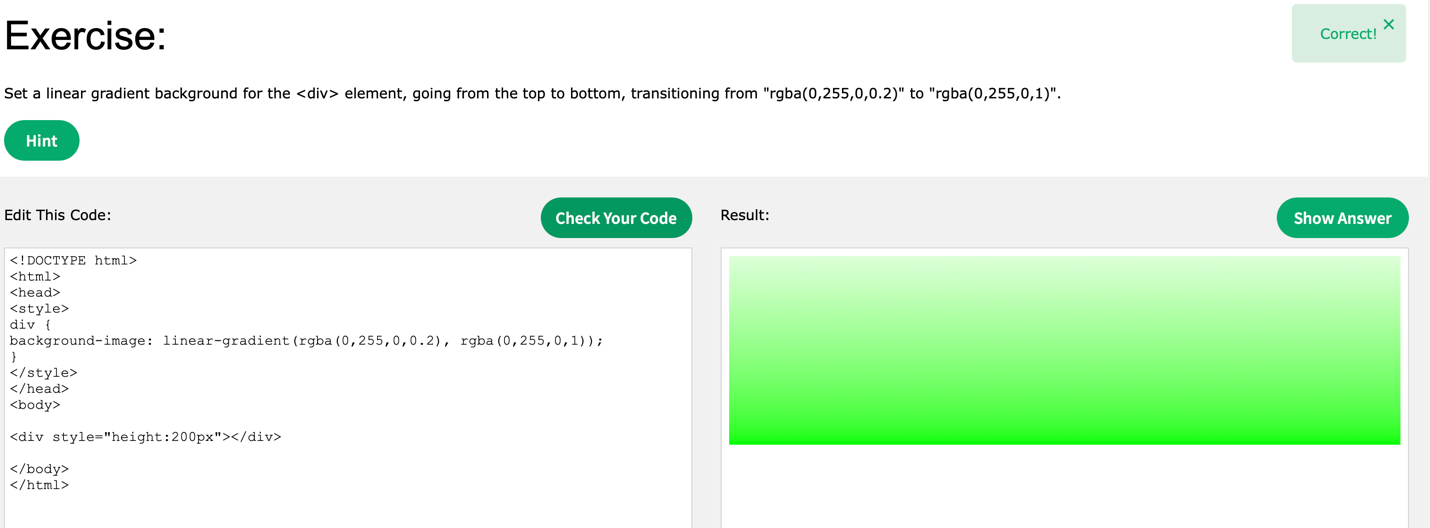 Exercise:
Correct! ×
Set a linear gradient background for the <div> element, going from the top to bottom, transitioning from "rgba(0,255,0,0.2)" to "rgba(0,255,0,1)".
Hint
Edit This Code:
Check Your Code
Result:
Show Answer
<!DOCTYPE html>
<html>
<head>
<style>
div {
background-image: linear-gradient(rgba(0,255,0,0.2), rgba(0,255,0,1));
}
</style>
</head>
<body>
<div style="height:200px"></div>
</body>
</html>